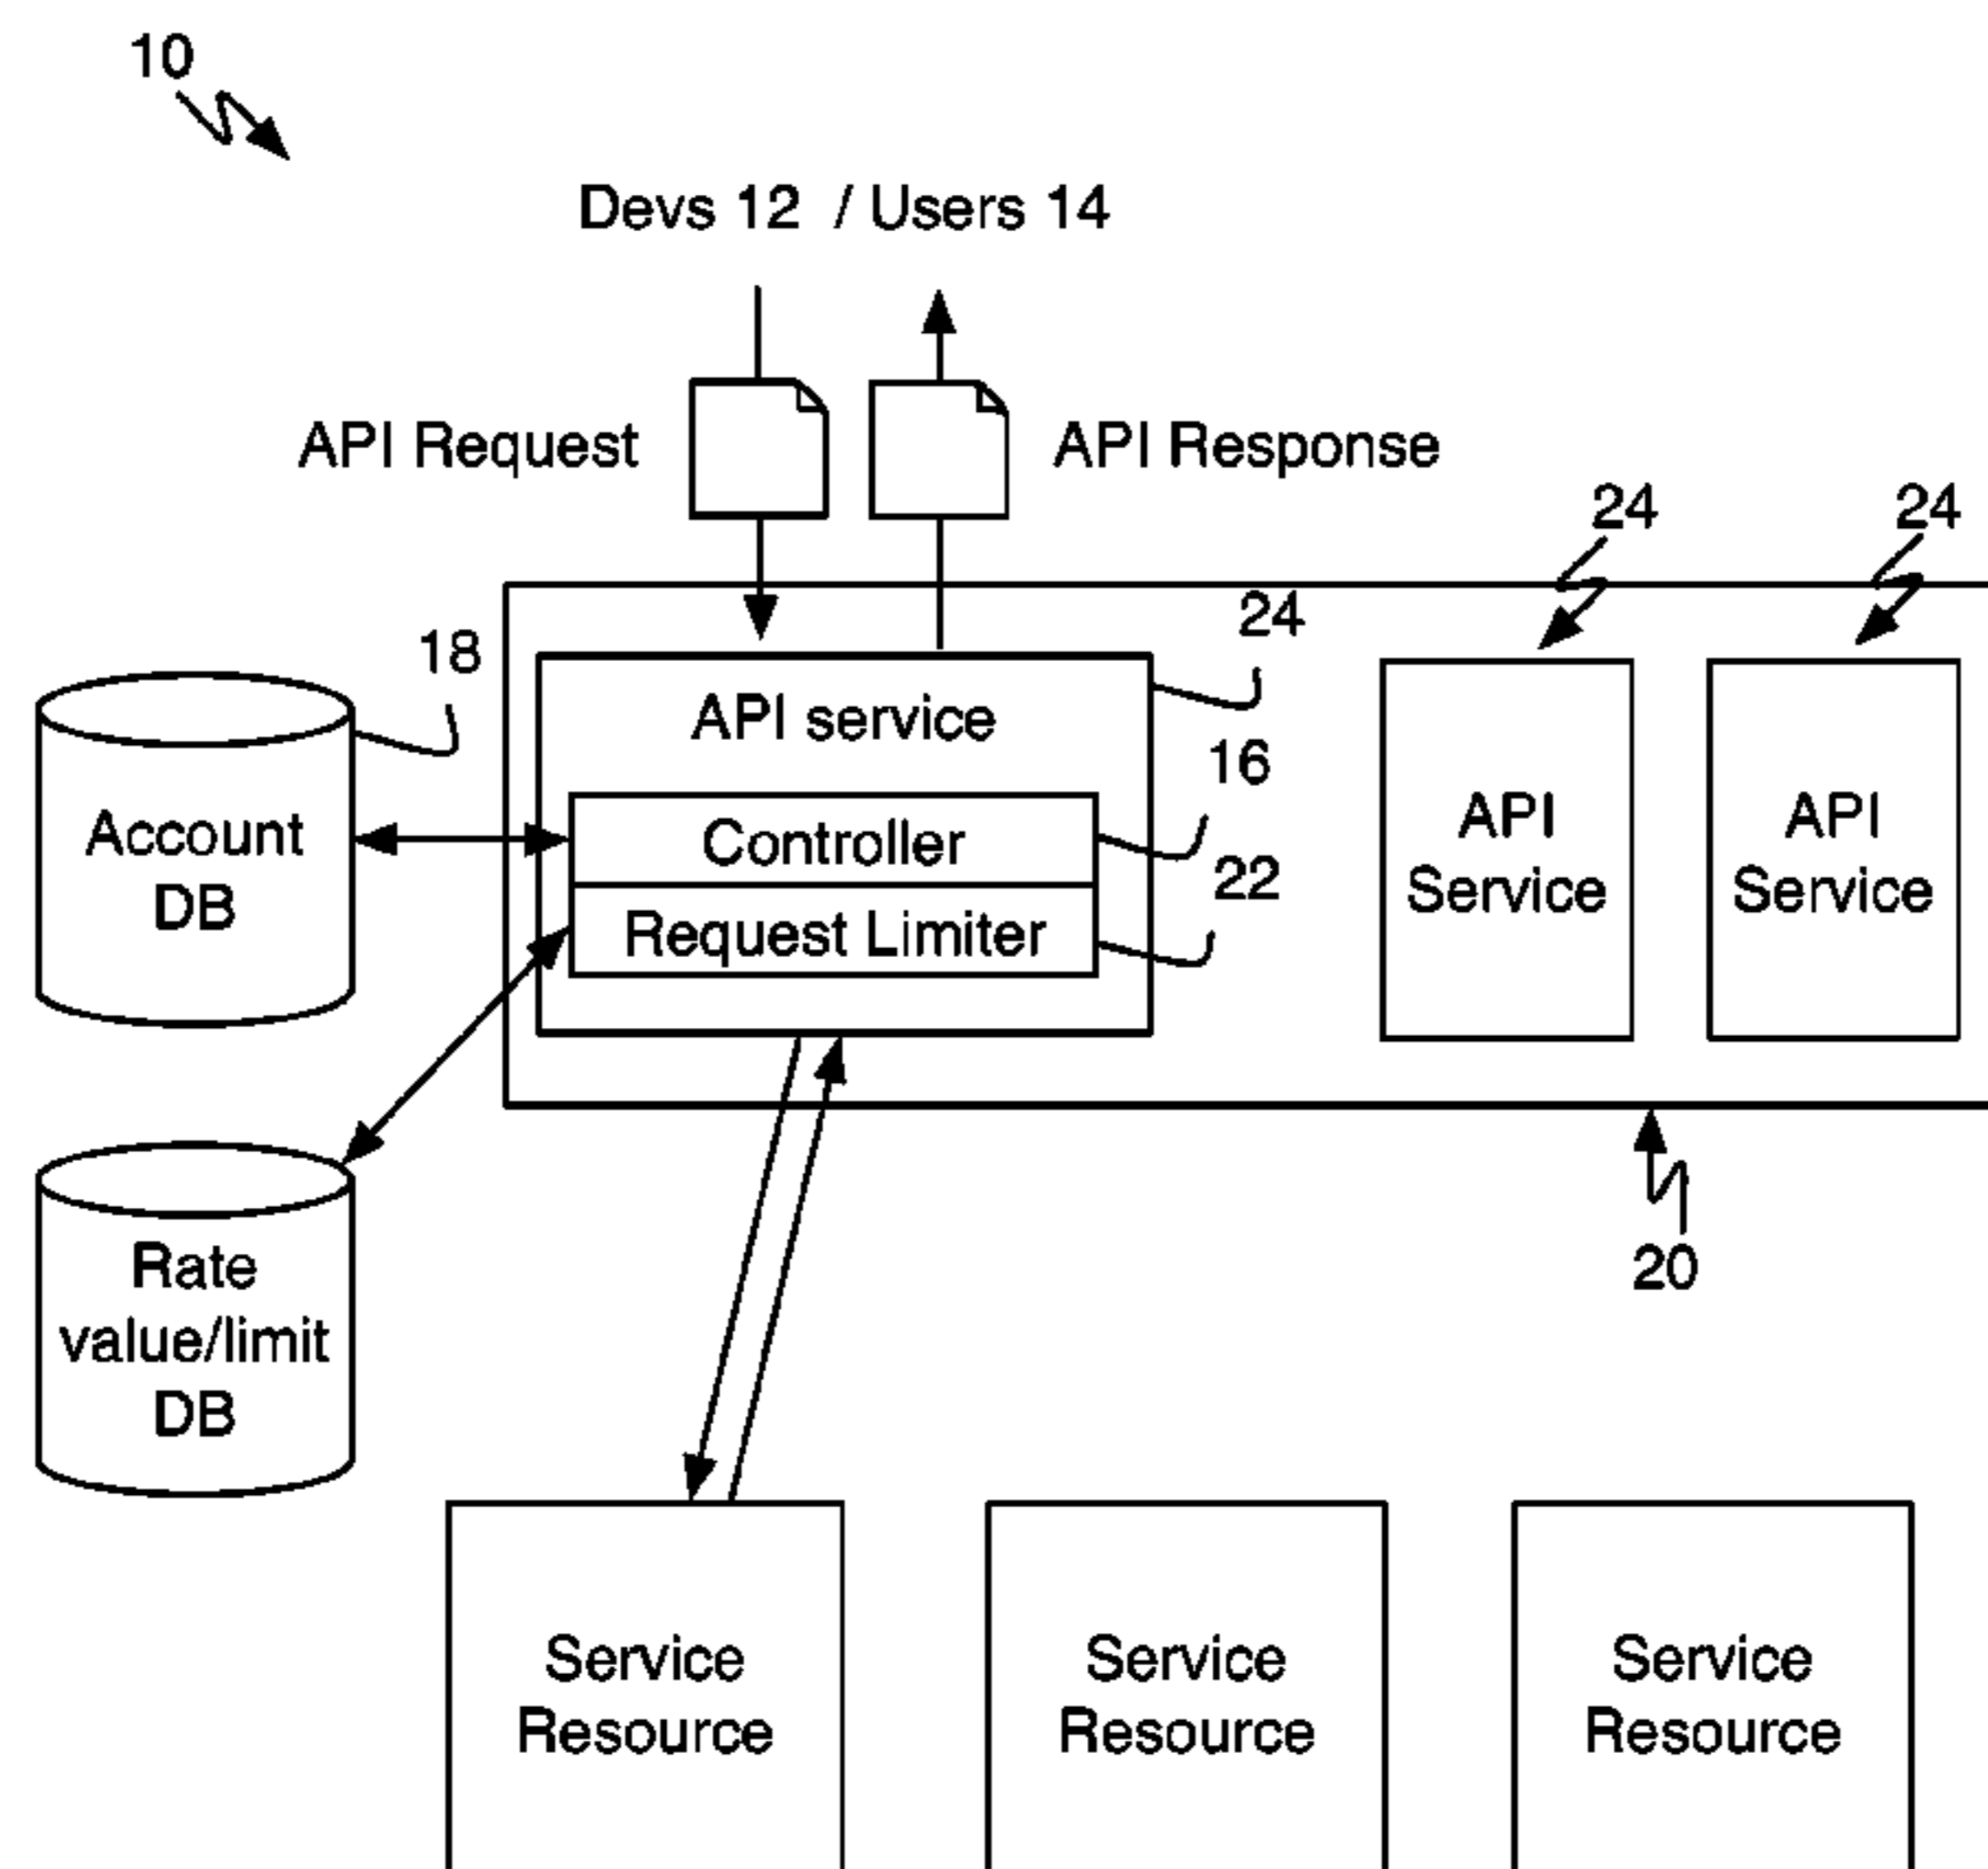 10
Devs 12 / Users 14
API Request
API Response
24
24
24
18
API service
16
Controller
22
Request Limiter
Account
DB
API
Service
API
Service
20
Rate
value/limit
DB
Service
Resource
Service
Resource
Service
Resource